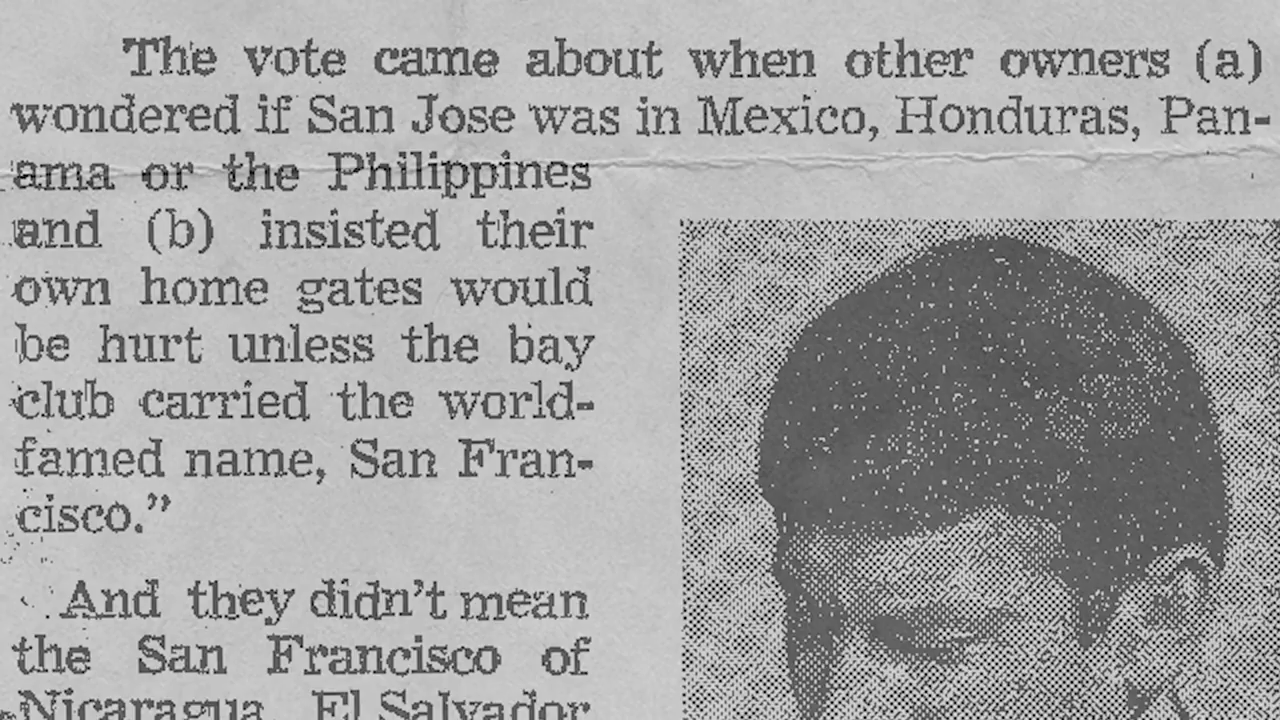 The vote came about when other owners (a)
wondered if San Jose was in Mexico, Honduras, Pan-
ama or the Philippines
and (b) insisted their
own home gates would
be hurt unless the bay
club carried the world-
famed name, San Fran-
cisco.”
And they didn’t mean
the San Francisco of
Nicaragua, El Salvador